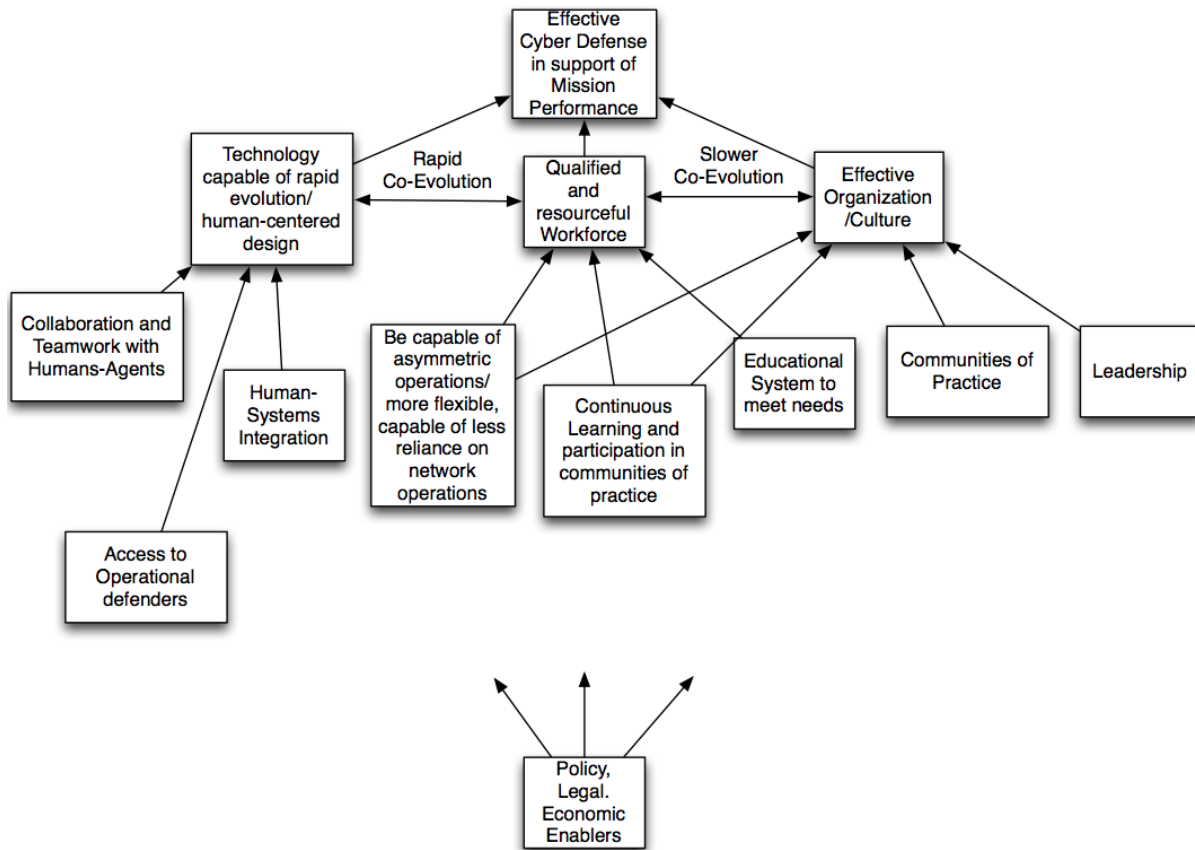 Effective
Cyber Defense
in support of
Mission
Performance
Technology
capable of rapid
evolution/
human-centered
design
Rapid
Co-Evolution
Qualified
and
resourceful
Workforce
Slower
Co-Evolution
Effective
Organization
/Culture
Collaboration and
Teamwork with
Humans-Agents
Human-
Systems
Integration
Be capable of
asymmetric
operations/
more flexible,
capable of less
reliance on
network
operations
Continuous
Learning and
participation in
communities of
practice
Educational
System to
meet needs
Communities of
Practice
Leadership
Access to
Operational
defenders
Policy,
Legal.
Economic
Enablers